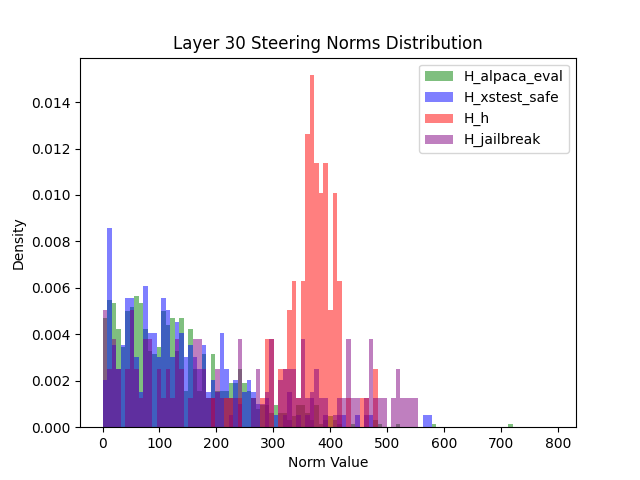 Layer 30 Steering Norms Distribution
H_alpaca_eval
H_xstest_safe
H_h
H_jailbreak
0.014
0.012
0.010
0.008
0.006
0.004
0.002
0.000
Density
0 100 200 300 400 500 600 700 800
Norm Value